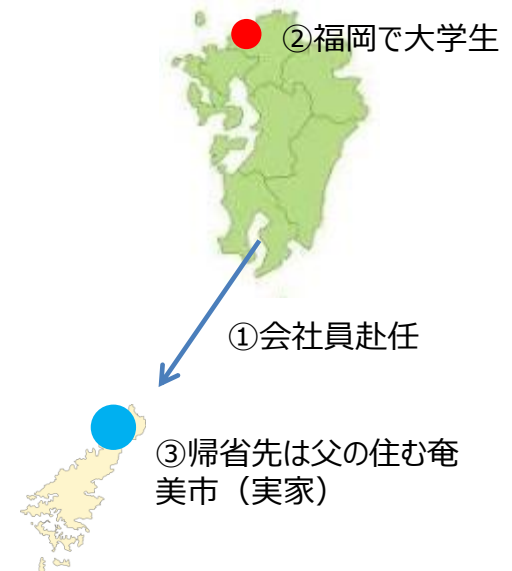 ②福岡で大学生
①会社員赴任
③帰省先は父の住む奄
美市（実家）